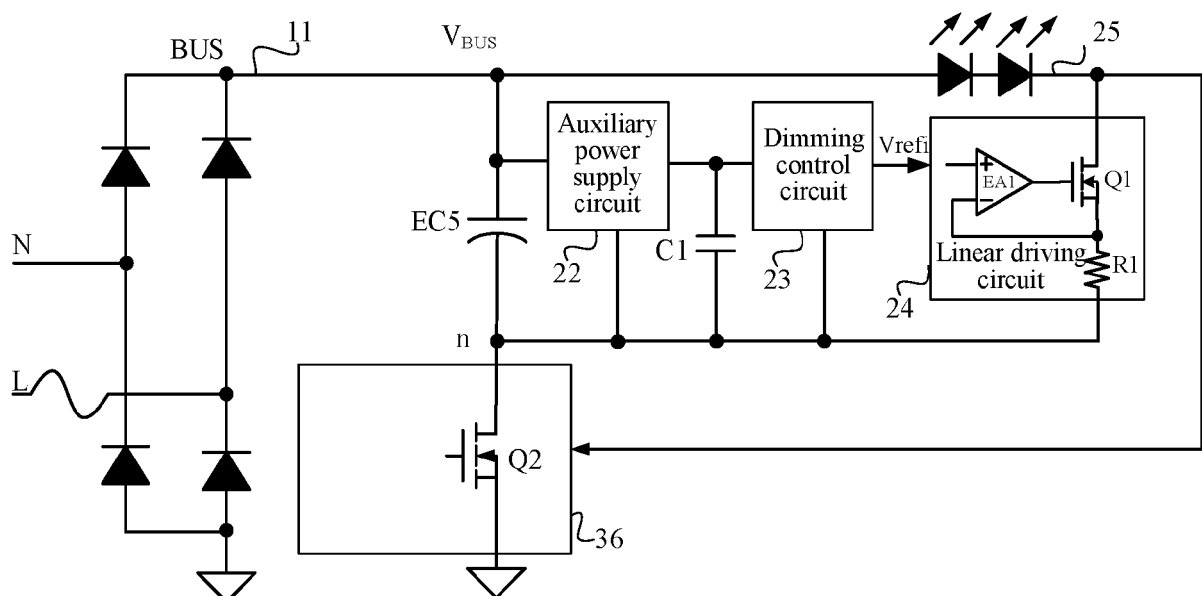 BUS
11
VBUS
25
Auxiliary
power
supply
circuit
Dimming
control
circuit
Vrefi
+
EA1
−
Q1
Linear driving
circuit
R1
EC5
C1
22
23
24
N
n
L
Q2
36